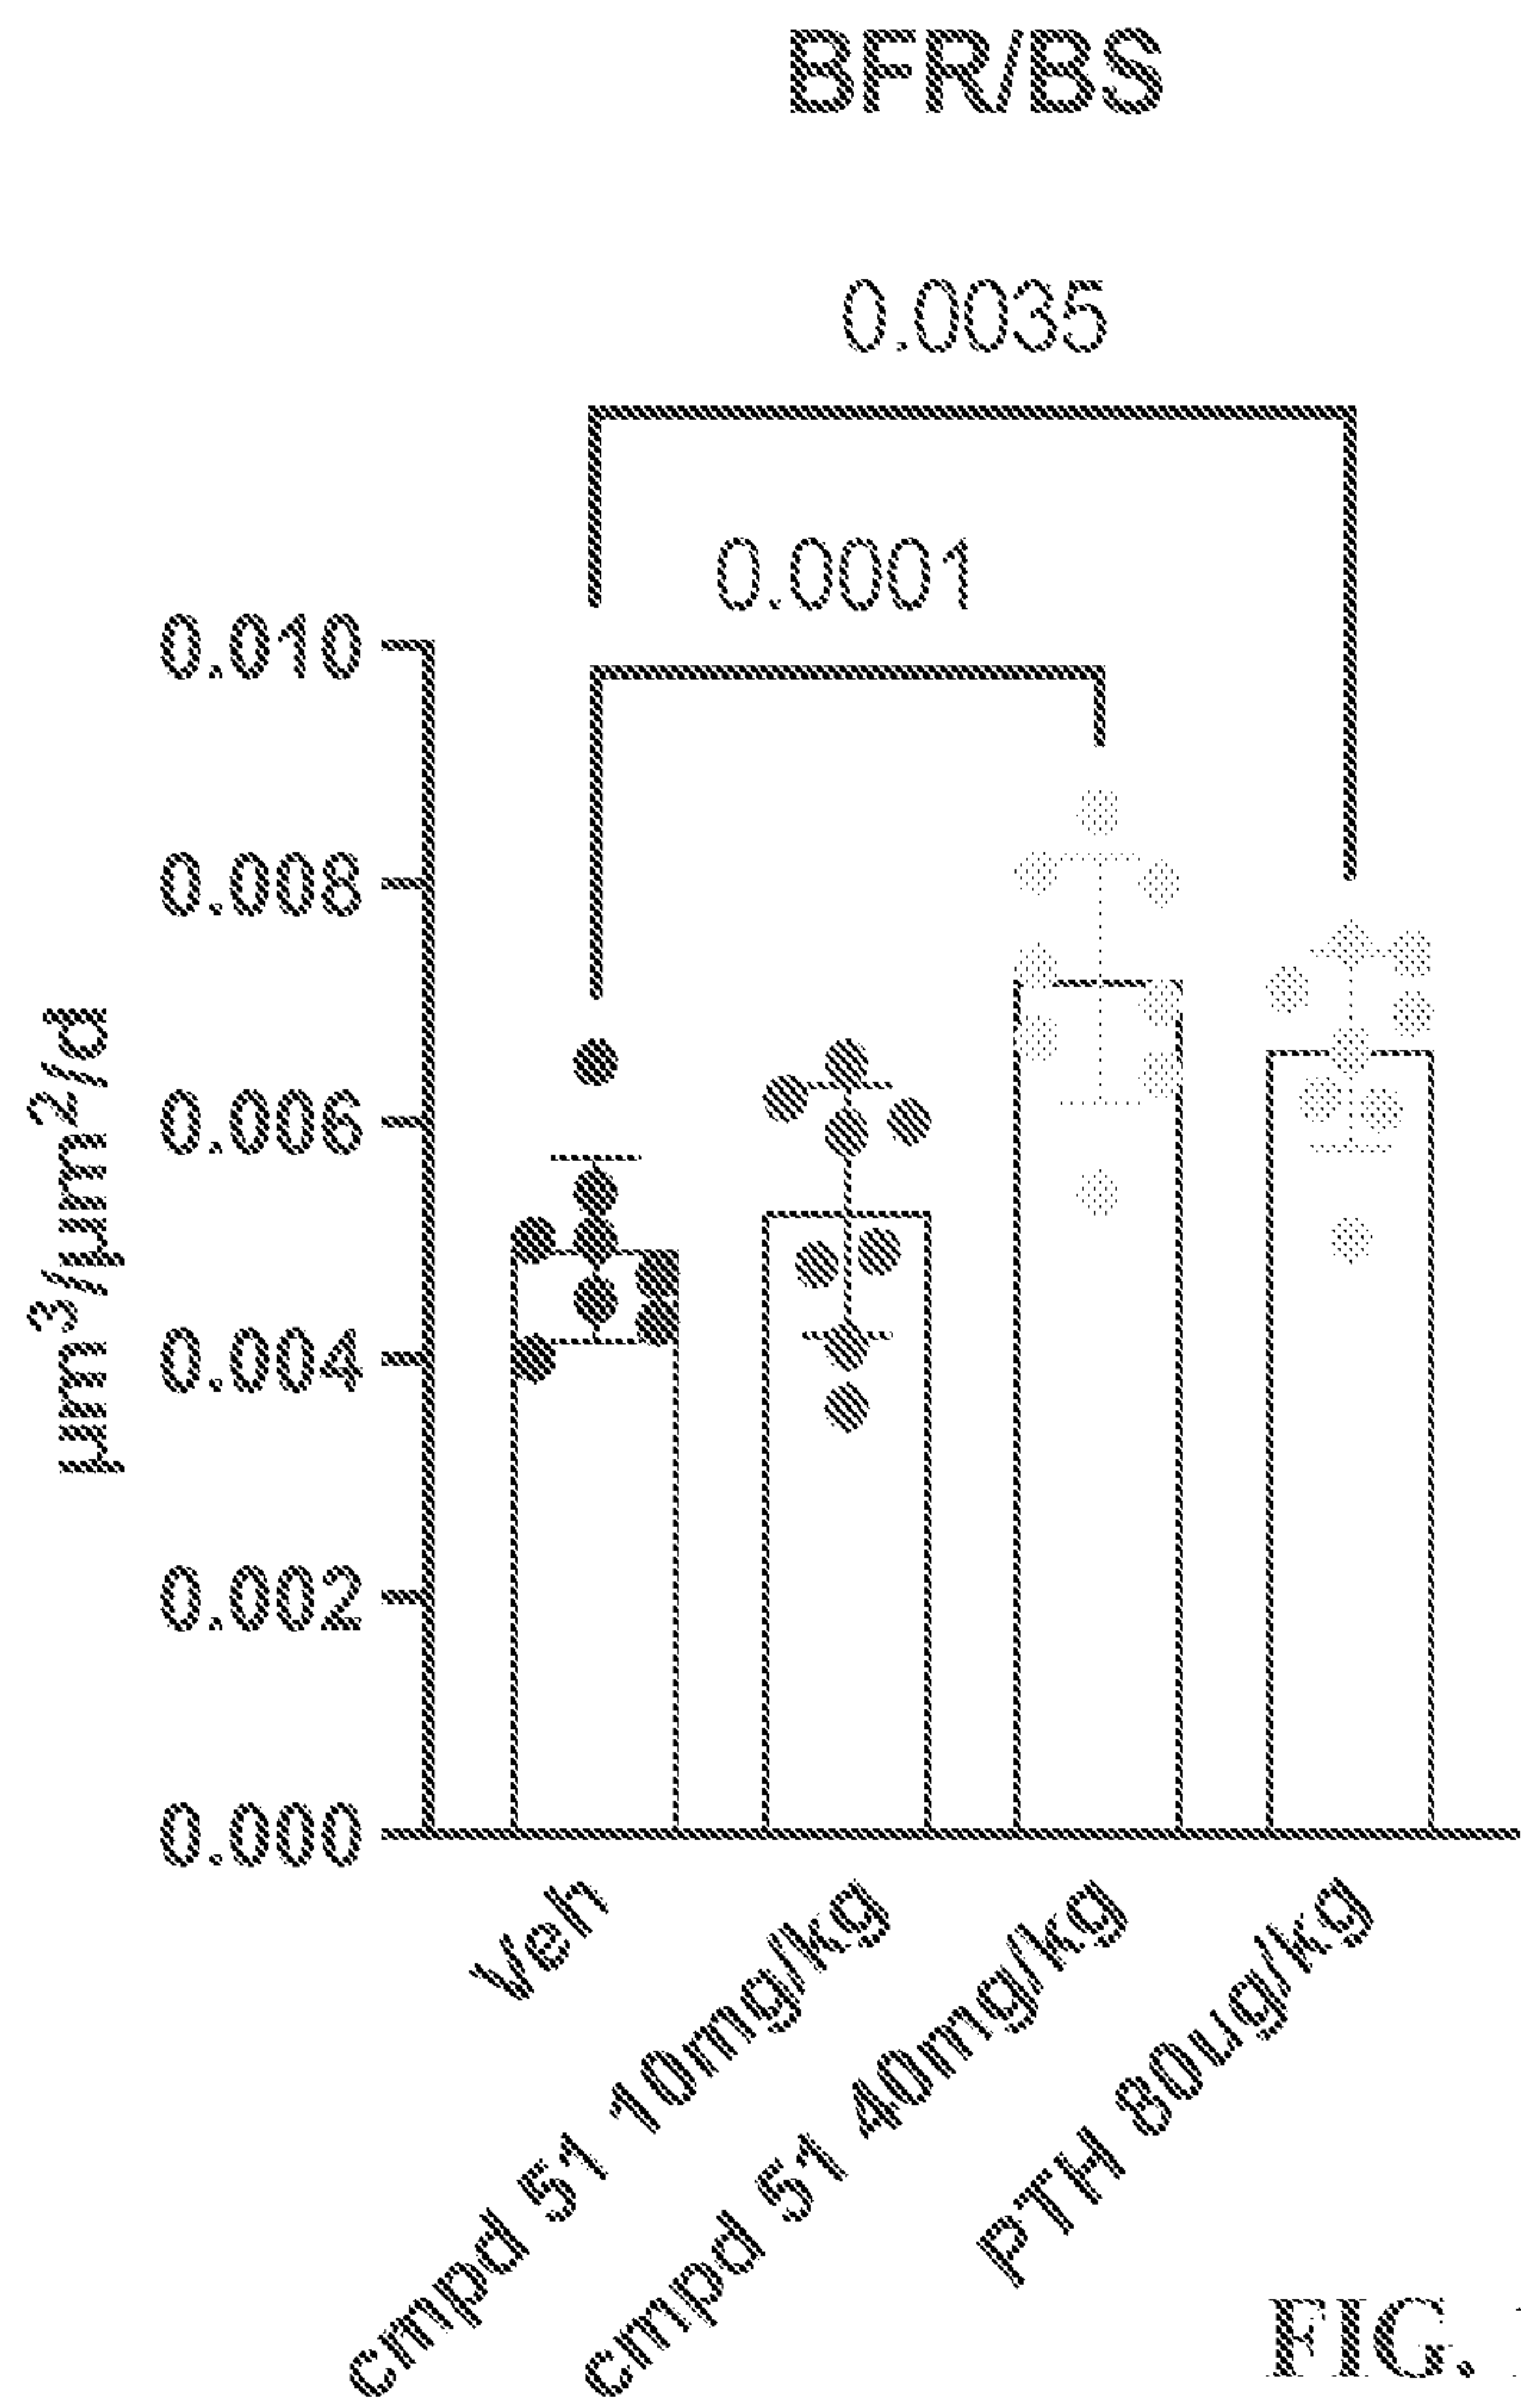 BFR/BS
0.0035
0.0001
0.010
0.008
0.006
0.004
0.002
0.000
µm³/µm²/d
Veh
cmpd 51 10mg/kg
cmpd 51 40mg/kg
PTH 80ug/kg
FIG.